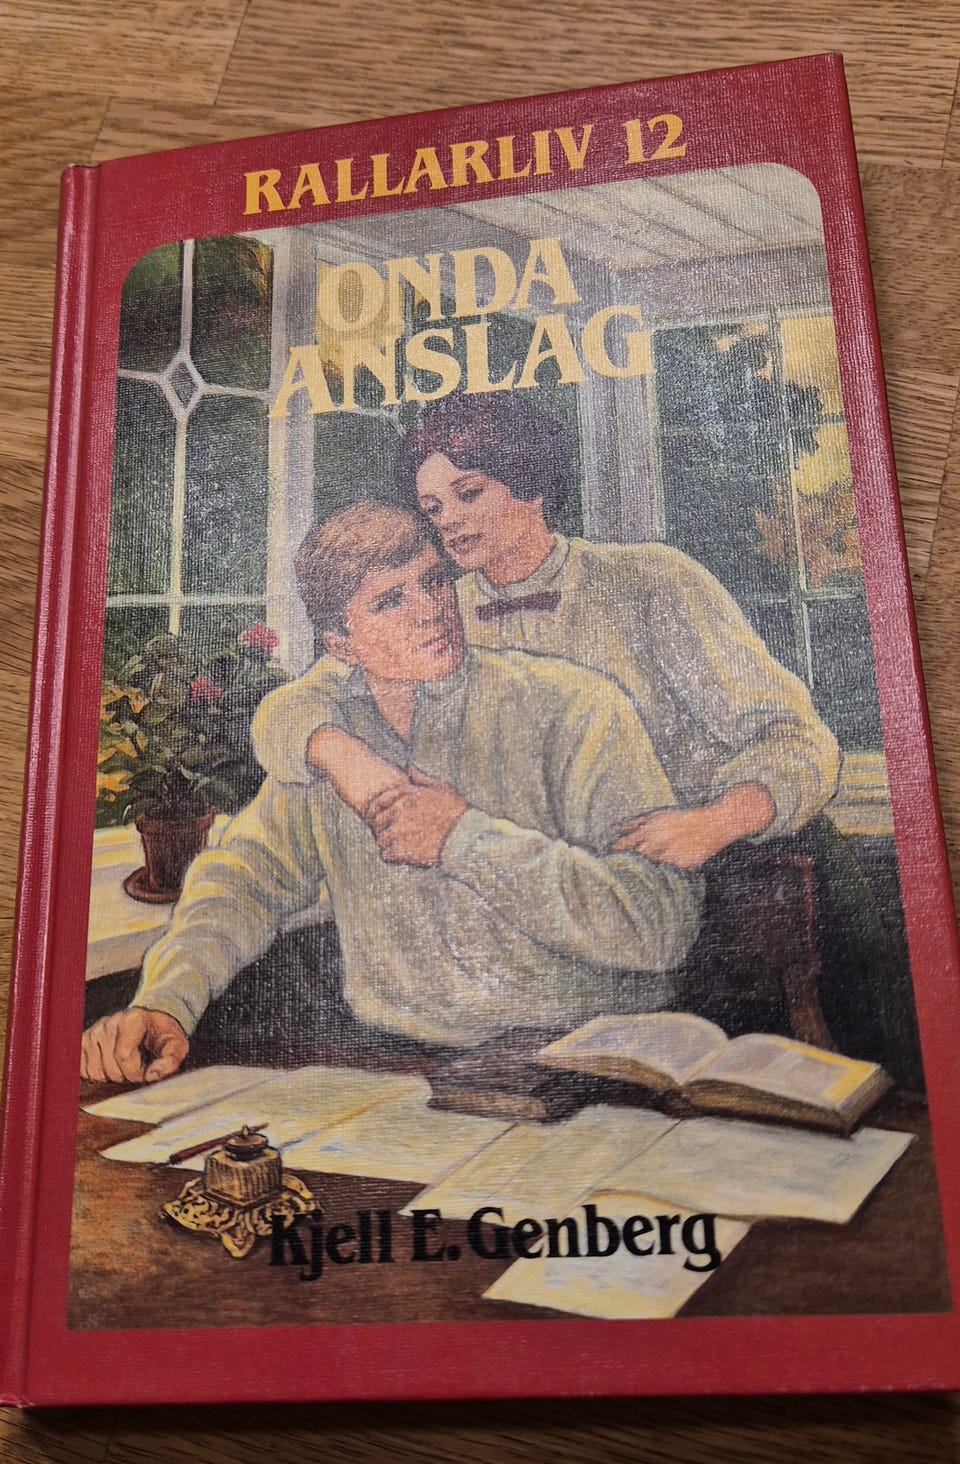 RALLARLIV 12
ONDA
ANSLAG
Kjell E. Genberg